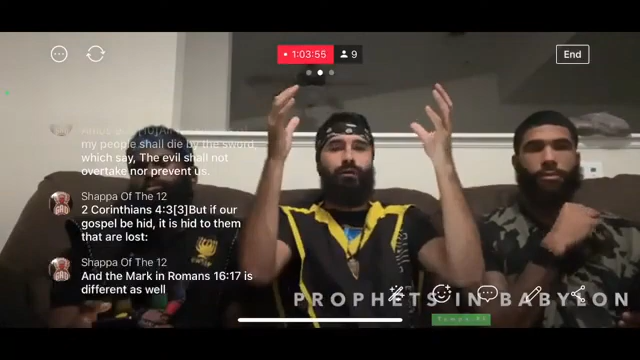 1:03:55
9
End
my people shall die by the sword,
which say, The evil shall not
overtake nor prevent us.
Shappa Of The 12
2 Corinthians 4:3[3]But if our
gospel be hid, it is hid to them
that are lost:
Shappa Of The 12
And the Mark in Romans 16:17 is
different as well
PROPHETS IN BABYLON